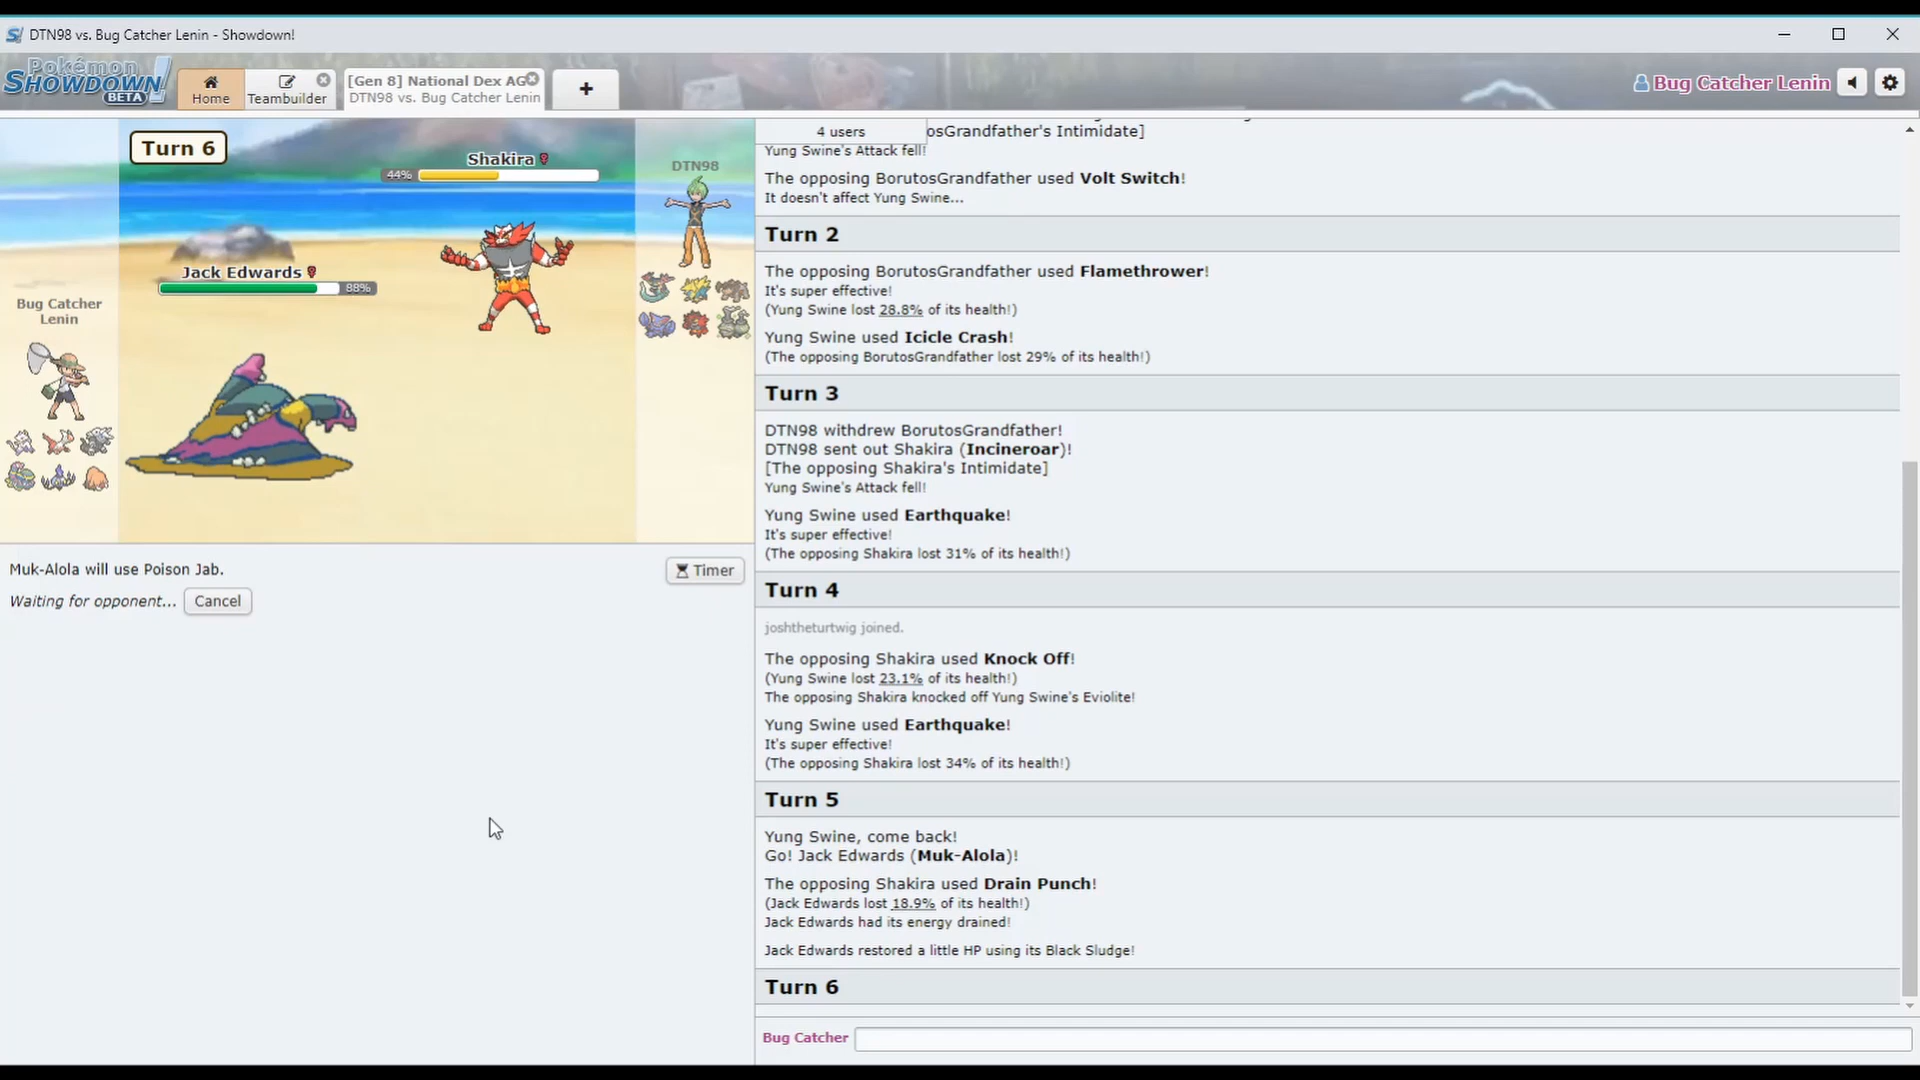 DTN98 vs. Bug Catcher Lenin - Showdown!
Pokémon
SHOWDOWN!
BETA
Home
Teambuilder
[Gen 8] National Dex AG
DTN98 vs. Bug Catcher Lenin
+
Bug Catcher Lenin
Turn 6
Shakira
44%
DTN98
Jack Edwards
88%
Bug Catcher
Lenin
Muk-Alola will use Poison Jab.
Timer
Waiting for opponent...
Cancel
4 users
osGrandfather's Intimidate]
Yung Swine's Attack fell!
The opposing BorutosGrandfather used Volt Switch!
It doesn't affect Yung Swine...
Turn 2
The opposing BorutosGrandfather used Flamethrower!
It's super effective!
(Yung Swine lost 28.8% of its health!)
Yung Swine used Icicle Crash!
(The opposing BorutosGrandfather lost 29% of its health!)
Turn 3
DTN98 withdrew BorutosGrandfather!
DTN98 sent out Shakira (Incineroar)!
[The opposing Shakira's Intimidate]
Yung Swine's Attack fell!
Yung Swine used Earthquake!
It's super effective!
(The opposing Shakira lost 31% of its health!)
Turn 4
joshtheturtwig joined.
The opposing Shakira used Knock Off!
(Yung Swine lost 23.1% of its health!)
The opposing Shakira knocked off Yung Swine's Eviolite!
Yung Swine used Earthquake!
It's super effective!
(The opposing Shakira lost 34% of its health!)
Turn 5
Yung Swine, come back!
Go! Jack Edwards (Muk-Alola)!
The opposing Shakira used Drain Punch!
(Jack Edwards lost 18.9% of its health!)
Jack Edwards had its energy drained!
Jack Edwards restored a little HP using its Black Sludge!
Turn 6
Bug Catcher